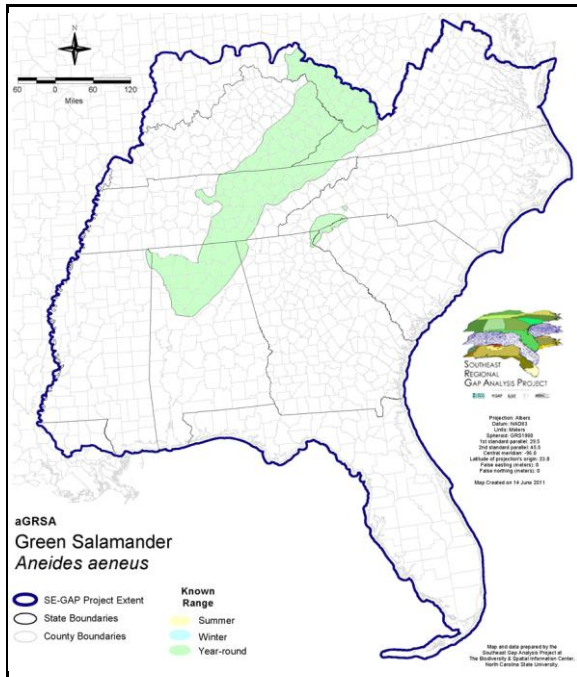 N
60 0 60 120
Miles
SOUTHEAST
REGIONAL
GAP ANALYSIS PROJECT
Projection: Albers
Datum: NAD83
Units: Meters
Spheroid: GRS1980
1st standard parallel: 29.5
2nd standard parallel: 45.5
Central meridian: -96.0
Latitude of projection's origin: 23.0
False easting (meters): 0
False northing (meters): 0
Map Created on 14 June 2011
aGRSA
Green Salamander
Aneides aeneus
SE-GAP Project Extent
State Boundaries
County Boundaries
Known
Range
Summer
Winter
Year-round
Map and data prepared by the
Southeast Gap Analysis Project at
The Biodiversity & Spatial Information Center,
North Carolina State University.